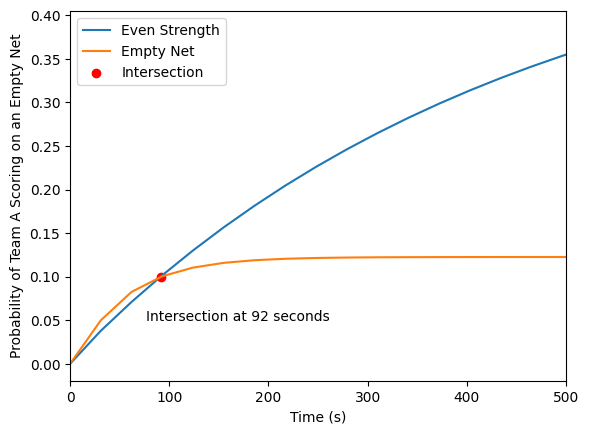 Even Strength
Empty Net
Intersection
Probability of Team A Scoring on an Empty Net
0.40
0.35
0.30
0.25
0.20
0.15
0.10
0.05
0.00
Intersection at 92 seconds
0 100 200 300 400 500
Time (s)